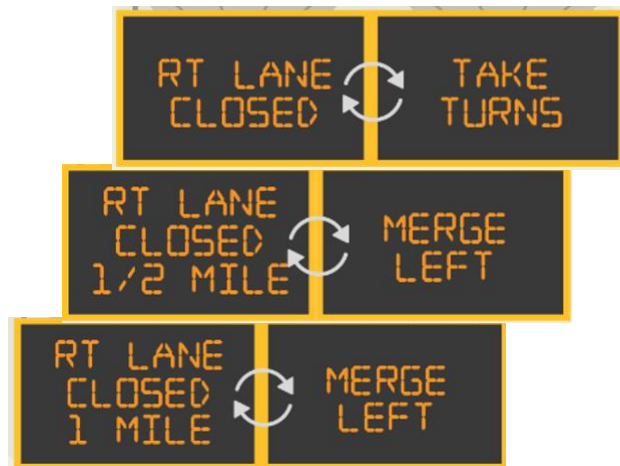 RT LANE
CLOSED
TAKE
TURNS
RT LANE
CLOSED
1/2 MILE
MERGE
LEFT
RT LANE
CLOSED
1 MILE
MERGE
LEFT